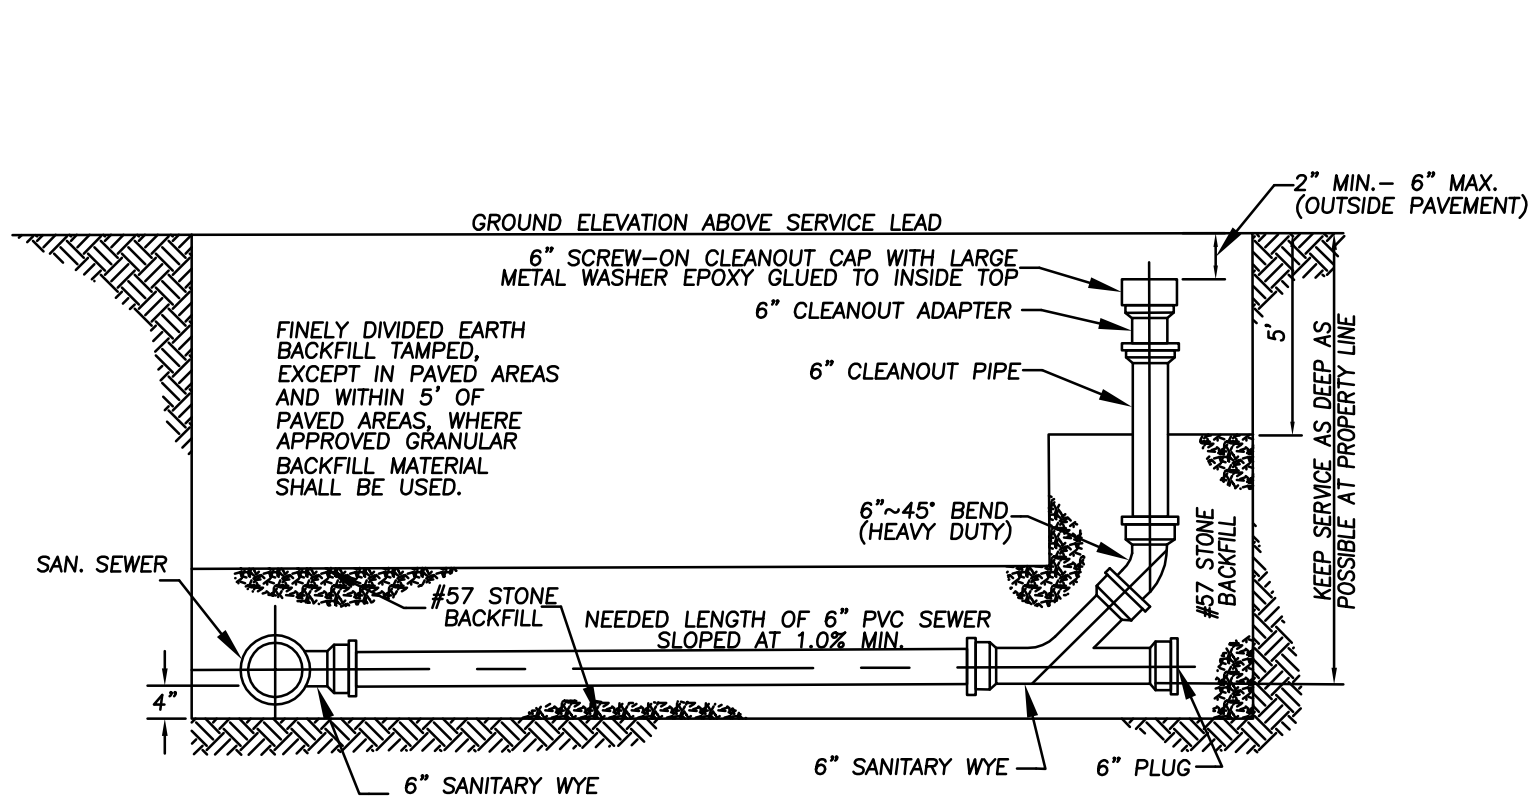 2” MIN.– 6” MAX.
(OUTSIDE PAVEMENT)
GROUND ELEVATION ABOVE SERVICE LEAD
6” SCREW–ON CLEANOUT CAP WITH LARGE
METAL WASHER EPOXY GLUED TO INSIDE TOP
6” CLEANOUT ADAPTER
FINELY DIVIDED EARTH
BACKFILL TAMPED,
EXCEPT IN PAVED AREAS
AND WITHIN 5’ OF
PAVED AREAS, WHERE
APPROVED GRANULAR
BACKFILL MATERIAL
SHALL BE USED.
6” CLEANOUT PIPE
5’
KEEP SERVICE AS DEEP AS
POSSIBLE AT PROPERTY LINE
6”~45° BEND
(HEAVY DUTY)
#57 STONE
BACKFILL
SAN. SEWER
#57 STONE
BACKFILL
NEEDED LENGTH OF 6” PVC SEWER
SLOPED AT 1.0% MIN.
4”
6” SANITARY WYE
6” SANITARY WYE
6” PLUG